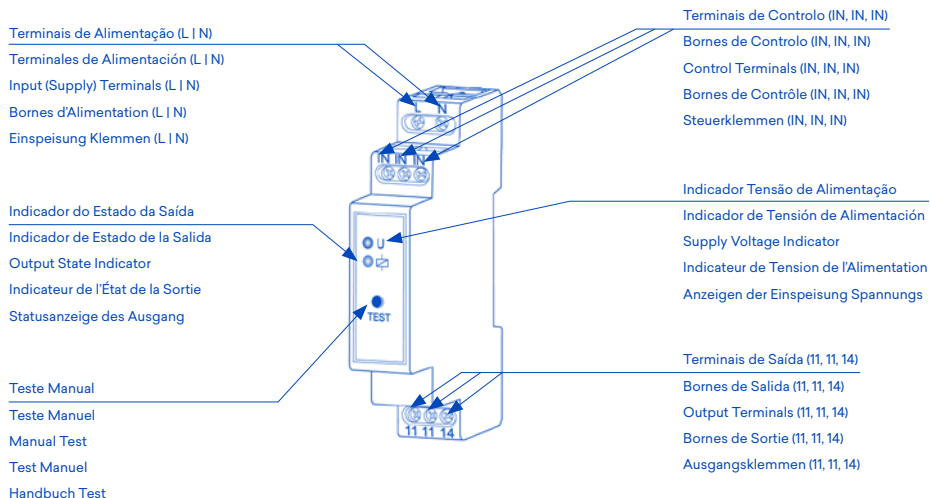 Terminais de Alimentação (L | N)
Terminales de Alimentación (L | N)
Input (Supply) Terminals (L | N)
Bornes d'Alimentation (L | N)
Einspeisung Klemmen (L | N)
Terminais de Controlo (IN, IN, IN)
Bornes de Controlo (IN, IN, IN)
Control Terminals (IN, IN, IN)
Bornes de Contrôle (IN, IN, IN)
Steuerklemmen (IN, IN, IN)
L N
IN IN IN
Indicador do Estado da Saída
Indicador de Estado de la Salida
Output State Indicator
Indicateur de l'État de la Sortie
Statusanzeige des Ausgang
Indicador Tensão de Alimentação
Indicador de Tensión de Alimentación
Supply Voltage Indicator
Indicateur de Tension de l'Alimentation
Anzeigen der Einspeisung Spannungs
U
TEST
Teste Manual
Teste Manuel
Manual Test
Test Manuel
Handbuch Test
Terminais de Saída (11, 11, 14)
Bornes de Salida (11, 11, 14)
Output Terminals (11, 11, 14)
Bornes de Sortie (11, 11, 14)
Ausgangsklemmen (11, 11, 14)
11 11 14